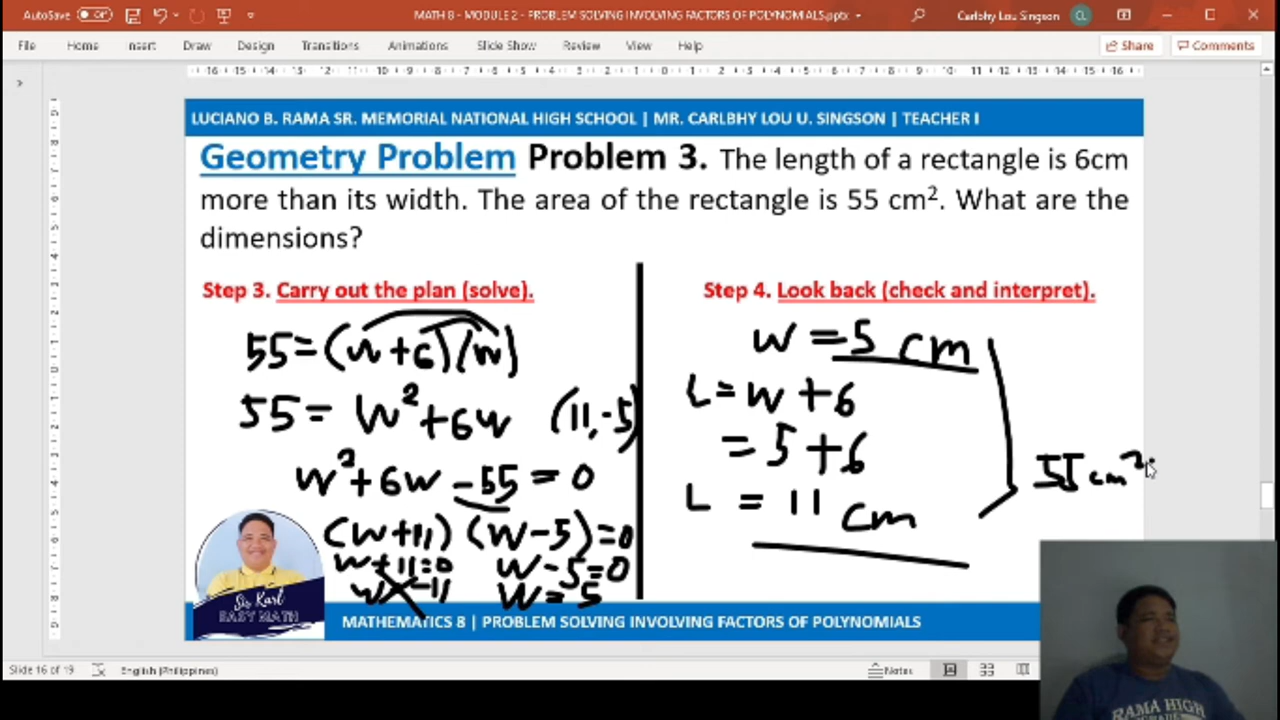 AutoSave Off
MATH 8 - MODULE 2 - PROBLEM SOLVING INVOLVING FACTORS OF POLYNOMIALS.pptx
Carlbhy Lou Singson CL
File Home Insert Draw Design Transitions Animations Slide Show Review View Help Share Comments
LUCIANO B. RAMA SR. MEMORIAL NATIONAL HIGH SCHOOL | MR. CARLBHY LOU U. SINGSON | TEACHER I
Geometry Problem Problem 3. The length of a rectangle is 6cm
more than its width. The area of the rectangle is 55 cm². What are the
dimensions?
Step 3. Carry out the plan (solve).
55=(w+6)(w)
55= w²+6w (11,-5)
w²+6w-55=0
(w+11)(w-5)=0
w+11=0 w-5=0
w=-11 w=5
Step 4. Look back (check and interpret).
w=5 cm
L=w+6
=5+6
L=11 cm
55cm²
Sir Karl
EASY MATH
MATHEMATICS 8 | PROBLEM SOLVING INVOLVING FACTORS OF POLYNOMIALS
Slide 16 of 19 English (Philippines) Notes
RAMA HIGH